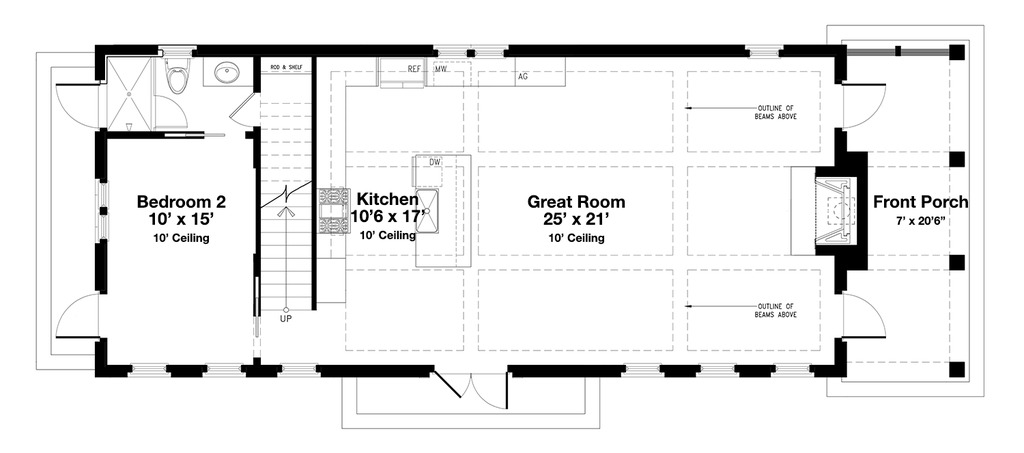 ROD & SHELF
REF
MW
AG
OUTLINE OF
BEAMS ABOVE
DW
Bedroom 2
10' x 15'
10' Ceiling
Kitchen
10'6 x 17'
10' Ceiling
Great Room
25' x 21'
10' Ceiling
Front Porch
7' x 20'6”
UP
OUTLINE OF
BEAMS ABOVE